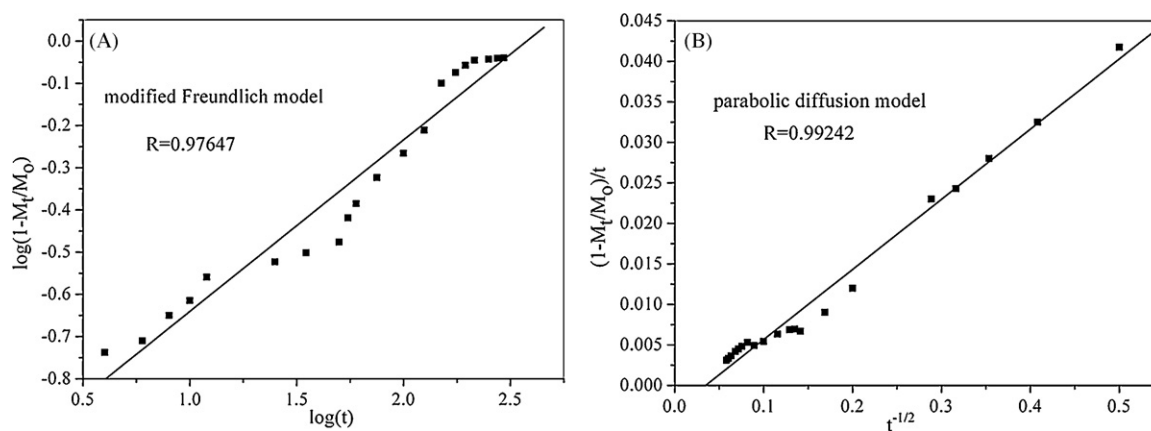 (A)
modified Freundlich model
R=0.97647
log(1-Mt/Mo)
0.0
-0.1
-0.2
-0.3
-0.4
-0.5
-0.6
-0.7
-0.8
0.5 1.0 1.5 2.0 2.5
log(t)
(B)
parabolic diffusion model
R=0.99242
(1-Mt/Mo)/t
0.045
0.040
0.035
0.030
0.025
0.020
0.015
0.010
0.005
0.000
0.0 0.1 0.2 0.3 0.4 0.5
t-1/2